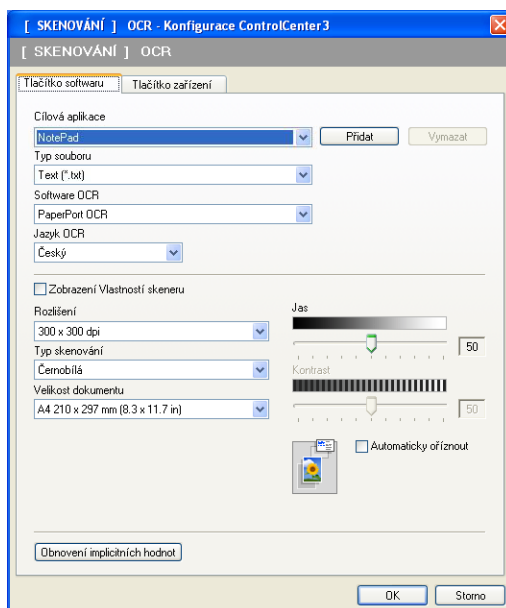 [ SKENOVÁNÍ ] OCR - Konfigurace ControlCenter3
[ SKENOVÁNÍ ] OCR
Tlačítko softwaru Tlačítko zařízení
Cílová aplikace
NotePad Přidat Vymazat
Typ souboru
Text (*.txt)
Software OCR
PaperPort OCR
Jazyk OCR
Český
Zobrazení Vlastností skeneru
Rozlišení Jas
300 x 300 dpi 50
Typ skenování Kontrast
Černobílá 50
Velikost dokumentu
A4 210 x 297 mm (8.3 x 11.7 in)
Automaticky oříznout
Obnovení implicitních hodnot
OK Storno